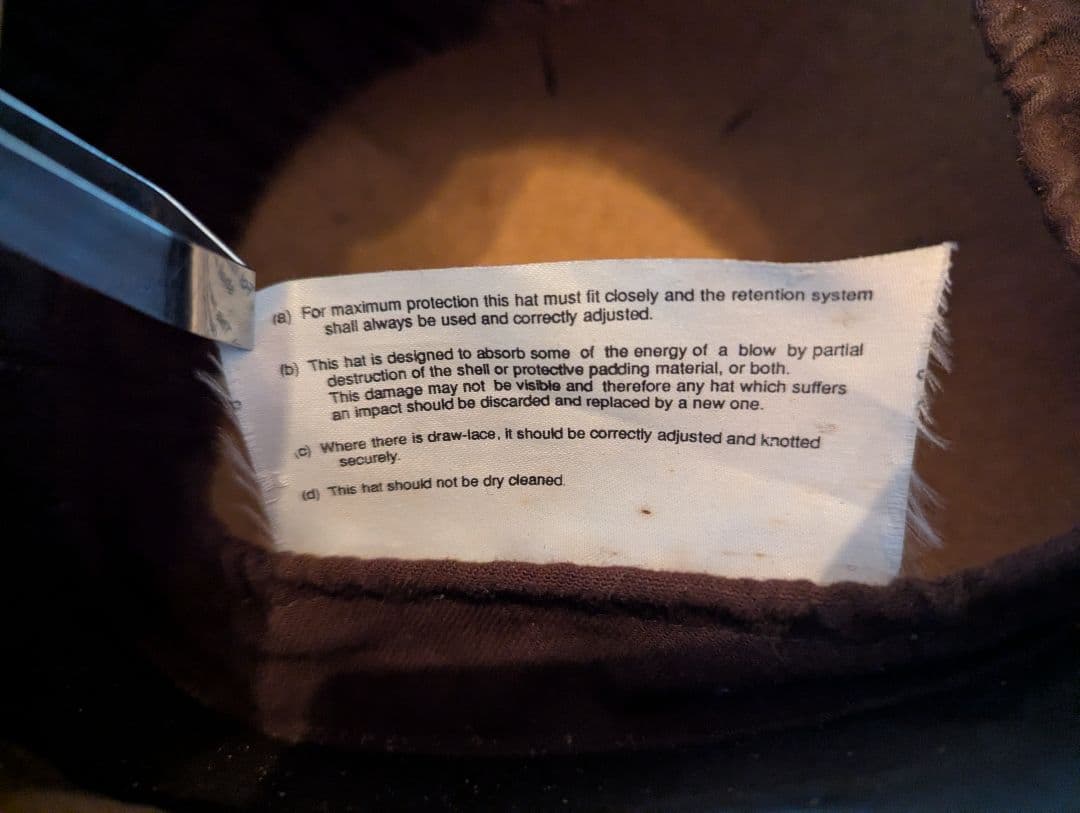 (a) For maximum protection this hat must fit closely and the retention system
shall always be used and correctly adjusted.
(b) This hat is designed to absorb some of the energy of a blow by partial
destruction of the shell or protective padding material, or both.
This damage may not be visible and therefore any hat which suffers
an impact should be discarded and replaced by a new one.
(c) Where there is draw-lace, it should be correctly adjusted and knotted
securely.
(d) This hat should not be dry cleaned.